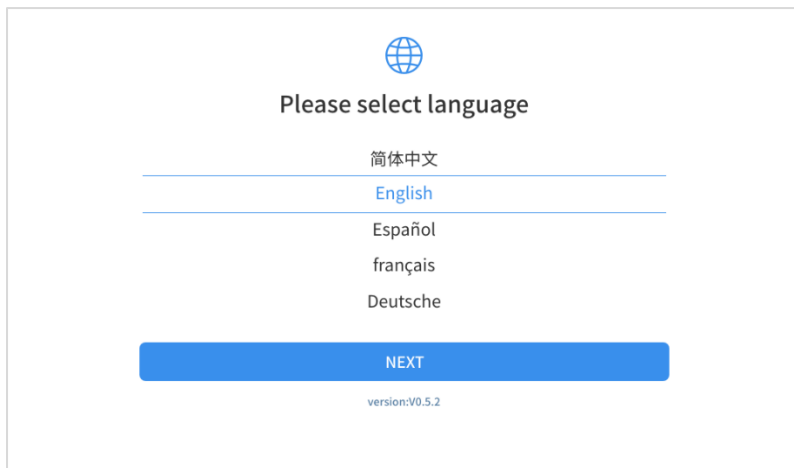 Please select language
简体中文
English
Español
français
Deutsche
NEXT
version:V0.5.2